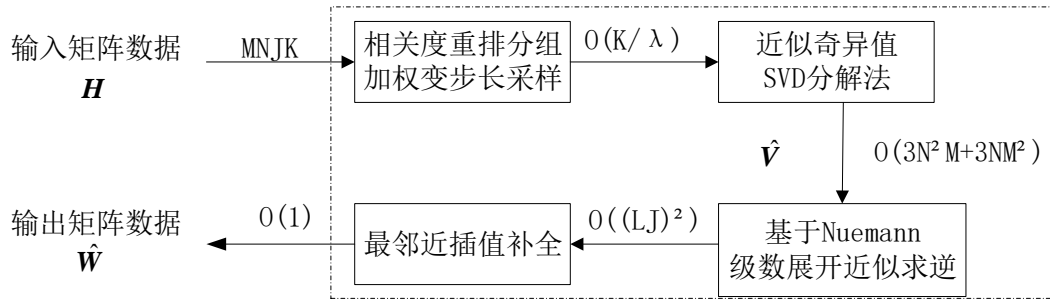 输入矩阵数据
H
MNJK
相关度重排分组
加权变步长采样
O(K/λ)
近似奇异值
SVD分解法
V̂
O(3N²M+3NM²)
输出矩阵数据
Ŵ
O(1)
最邻近插值补全
O((LJ)²)
基于Nuemann
级数展开近似求逆